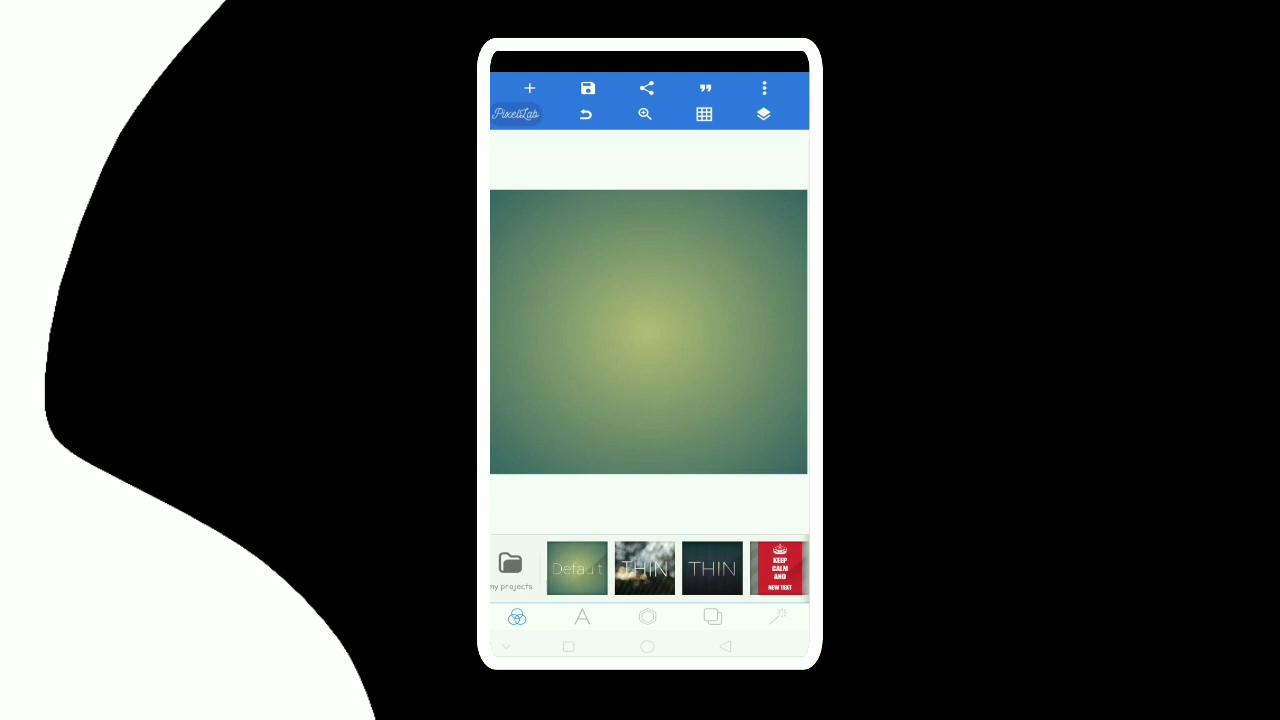 PixelLab
my projects
Default
THIN
THIN
KEEP
CALM
AND
NEW TEXT